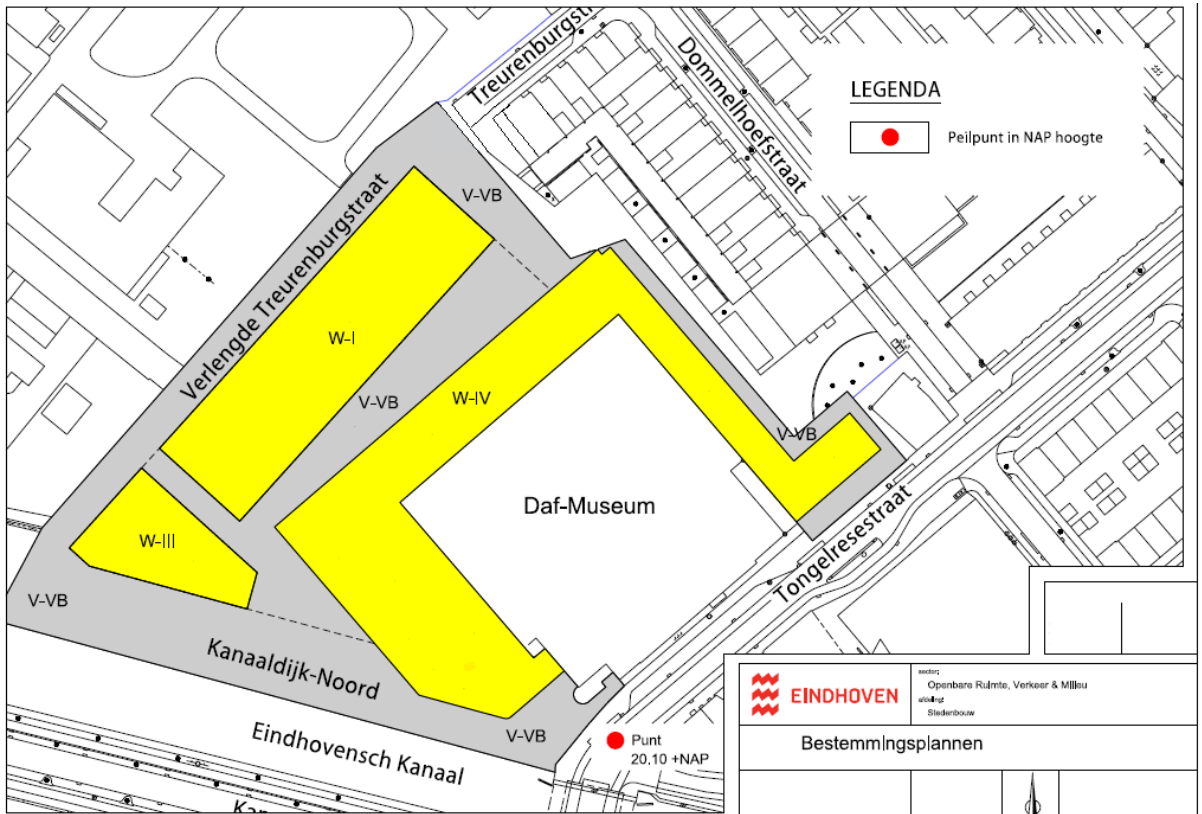 Treurenburgstr
Dommelhoefstraat
LEGENDA
Peilpunt in NAP hoogte
V-VB
Verlengde Treurenburgstraat
W-I
V-VB
W-IV
V-VB
Daf-Museum
W-III
Tongelresestraat
V-VB
Kanaaldijk-Noord
Eindhovensch Kanaal
V-VB
Punt
20.10 +NAP
EINDHOVEN
sector:
Openbare Ruimte, Verkeer & Milieu
afdeling:
Stedenbouw
Bestemmingsplannen